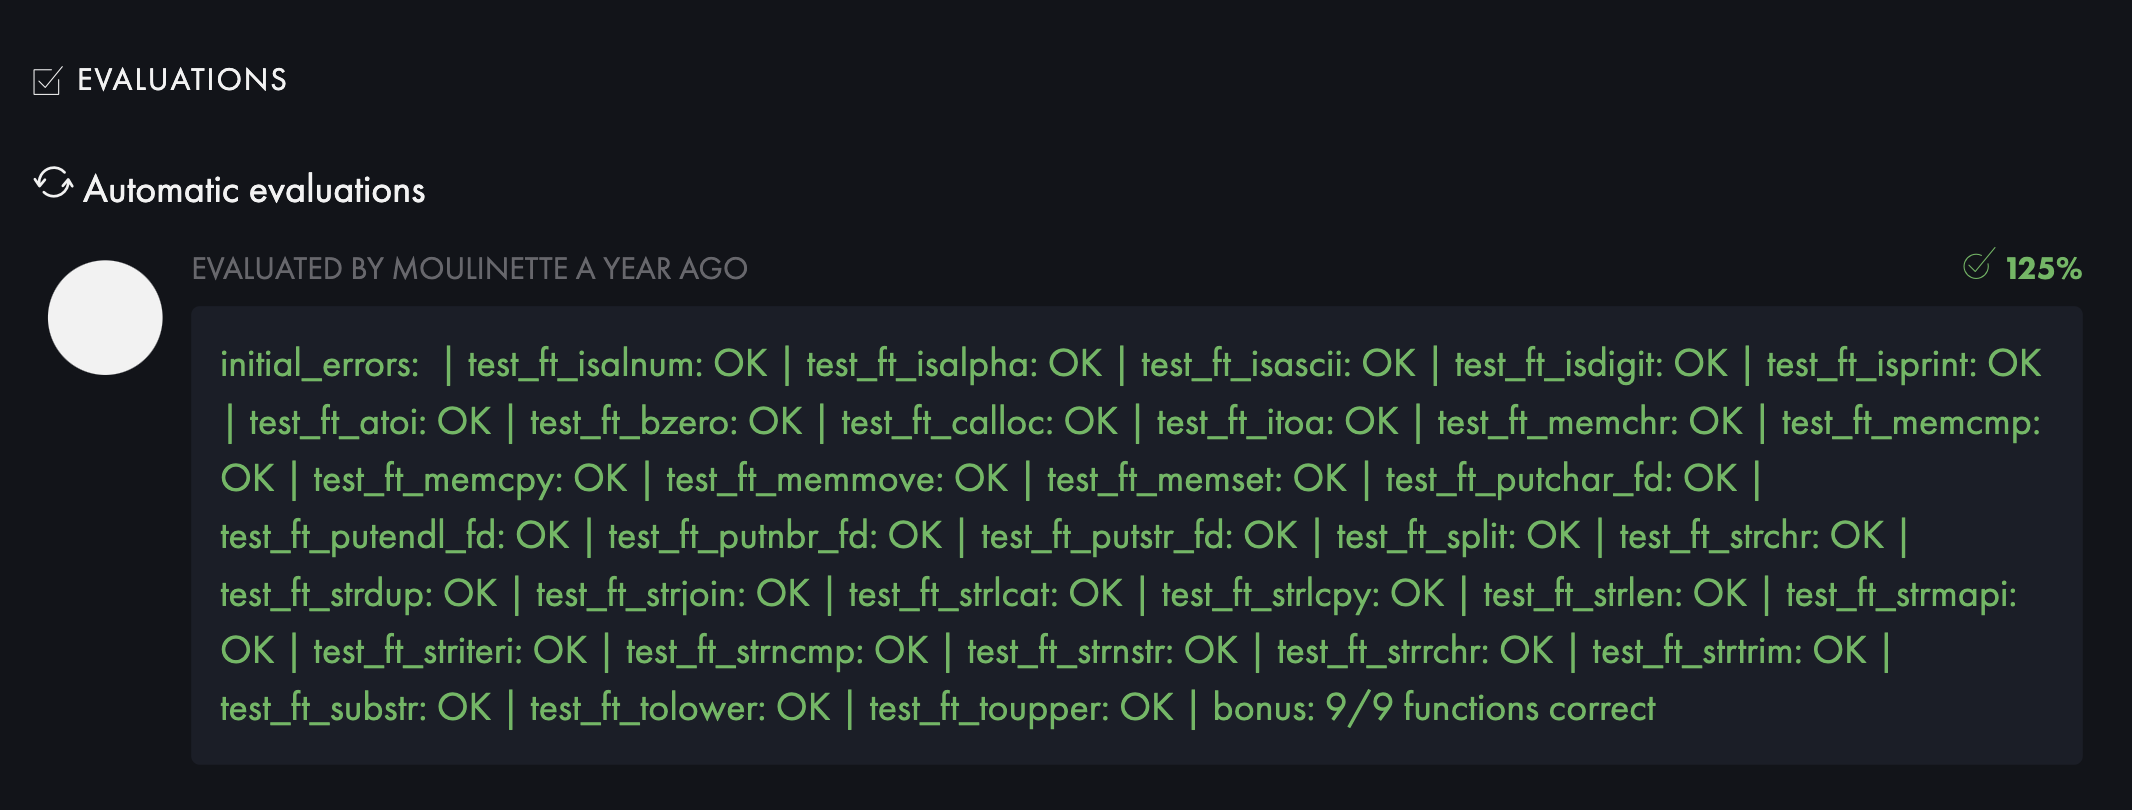 EVALUATIONS
Automatic evaluations
EVALUATED BY MOULINETTE A YEAR AGO
125%
initial_errors:  | test_ft_isalnum: OK | test_ft_isalpha: OK | test_ft_isascii: OK | test_ft_isdigit: OK | test_ft_isprint: OK
| test_ft_atoi: OK | test_ft_bzero: OK | test_ft_calloc: OK | test_ft_itoa: OK | test_ft_memchr: OK | test_ft_memcmp:
OK | test_ft_memcpy: OK | test_ft_memmove: OK | test_ft_memset: OK | test_ft_putchar_fd: OK |
test_ft_putendl_fd: OK | test_ft_putnbr_fd: OK | test_ft_putstr_fd: OK | test_ft_split: OK | test_ft_strchr: OK |
test_ft_strdup: OK | test_ft_strjoin: OK | test_ft_strlcat: OK | test_ft_strlcpy: OK | test_ft_strlen: OK | test_ft_strmapi:
OK | test_ft_striteri: OK | test_ft_strncmp: OK | test_ft_strnstr: OK | test_ft_strrchr: OK | test_ft_strtrim: OK |
test_ft_substr: OK | test_ft_tolower: OK | test_ft_toupper: OK | bonus: 9/9 functions correct